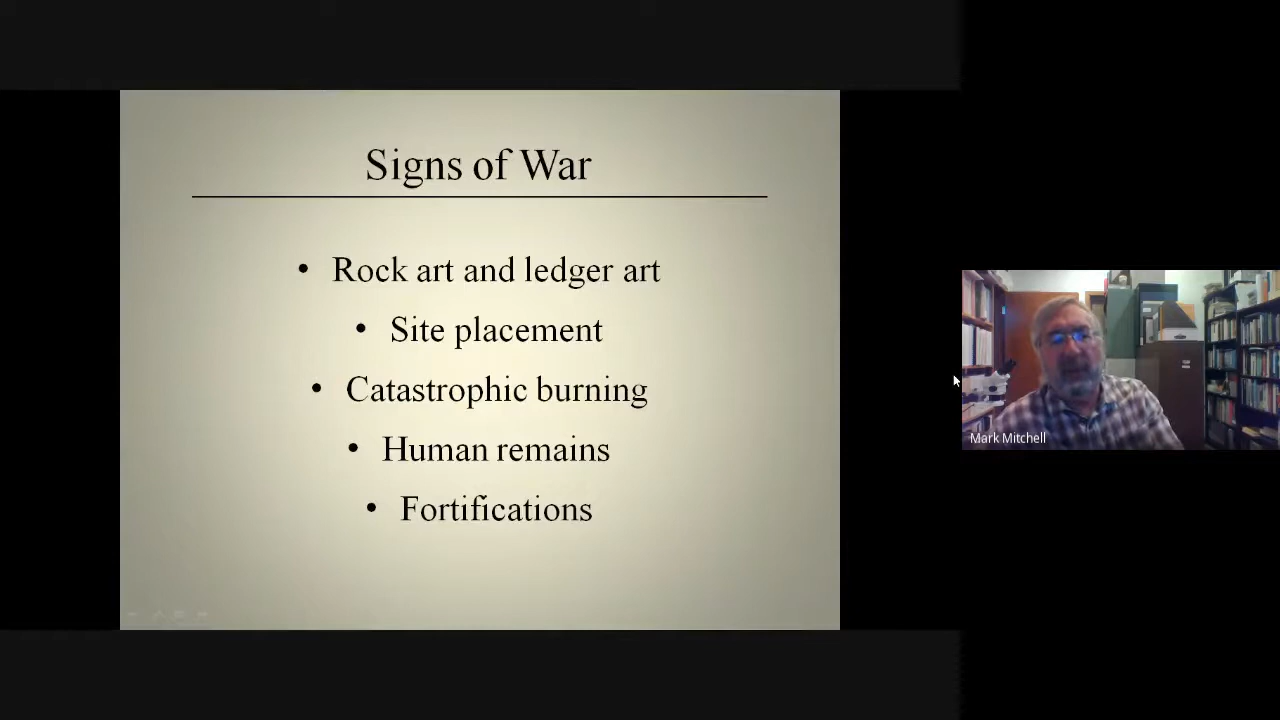 Signs of War
• Rock art and ledger art
• Site placement
• Catastrophic burning
• Human remains
• Fortifications
Mark Mitchell